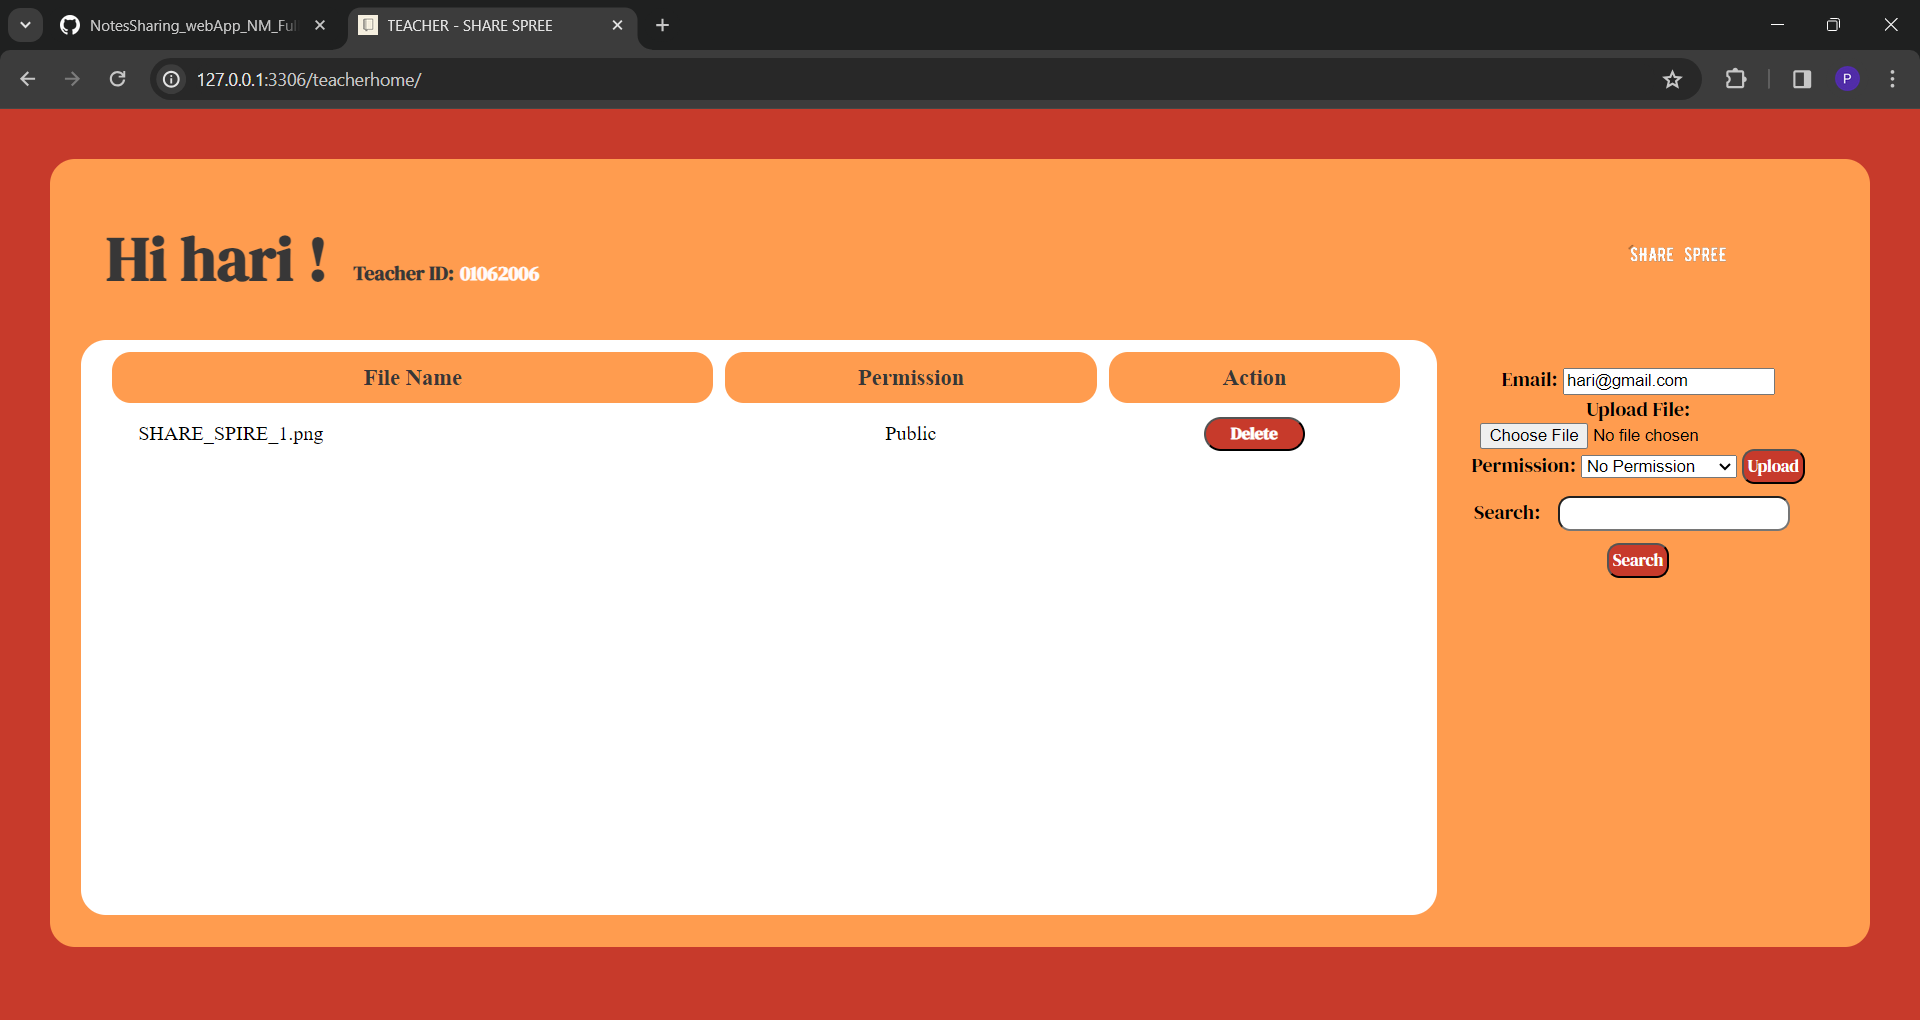 NotesSharing_webApp_NM_Ful
TEACHER - SHARE SPREE
127.0.0.1:3306/teacherhome/
P
Hi hari !
Teacher ID: 01062006
SHARE SPREE
File Name
Permission
Action
SHARE_SPIRE_1.png
Public
Delete
Email: hari@gmail.com
Upload File:
Choose File No file chosen
Permission: No Permission Upload
Search:
Search